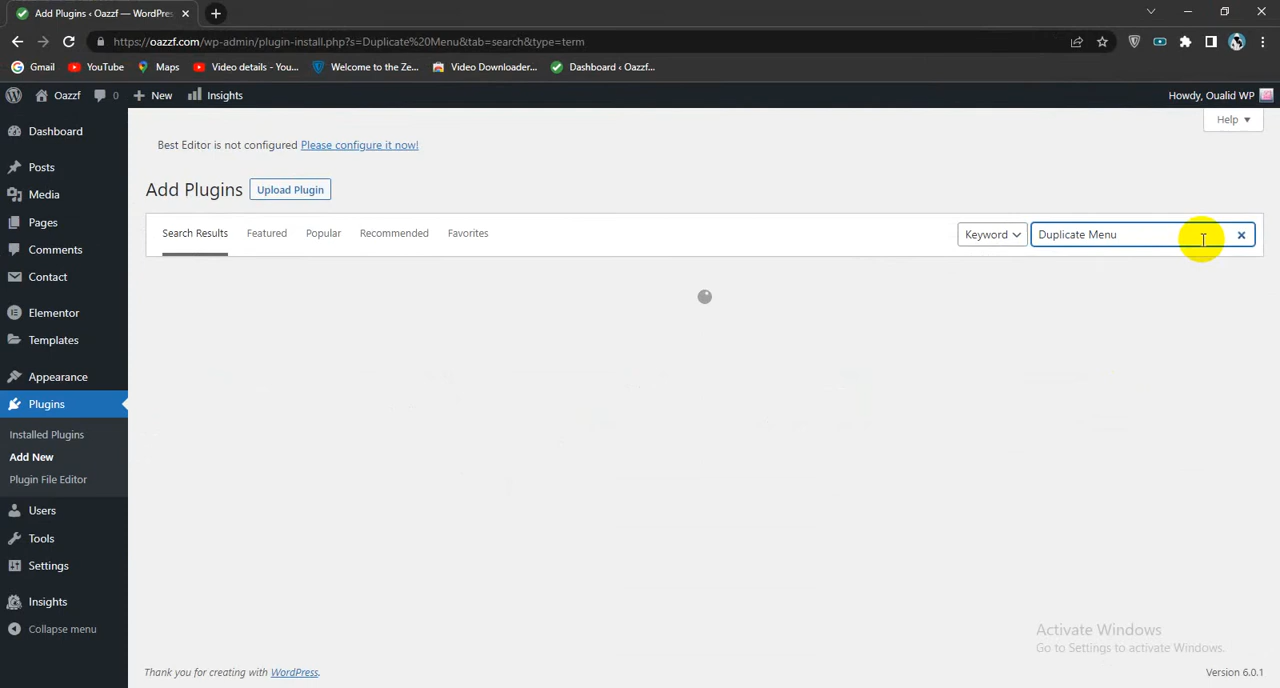 Add Plugins ‹ Oazzf — WordPres
https://oazzf.com/wp-admin/plugin-install.php?s=Duplicate%20Menu&tab=search&type=term
Gmail YouTube Maps Video details - You... Welcome to the Ze... Video Downloader... Dashboard ‹ Oazzf...
Oazzf 0 New Insights Howdy, Oualid WP
Help
Dashboard
Posts
Media
Pages
Comments
Contact
Elementor
Templates
Appearance
Plugins
Installed Plugins
Add New
Plugin File Editor
Users
Tools
Settings
Insights
Collapse menu
Best Editor is not configured Please configure it now!
Add Plugins Upload Plugin
Search Results Featured Popular Recommended Favorites Keyword Duplicate Menu
Activate Windows
Go to Settings to activate Windows.
Thank you for creating with WordPress. Version 6.0.1